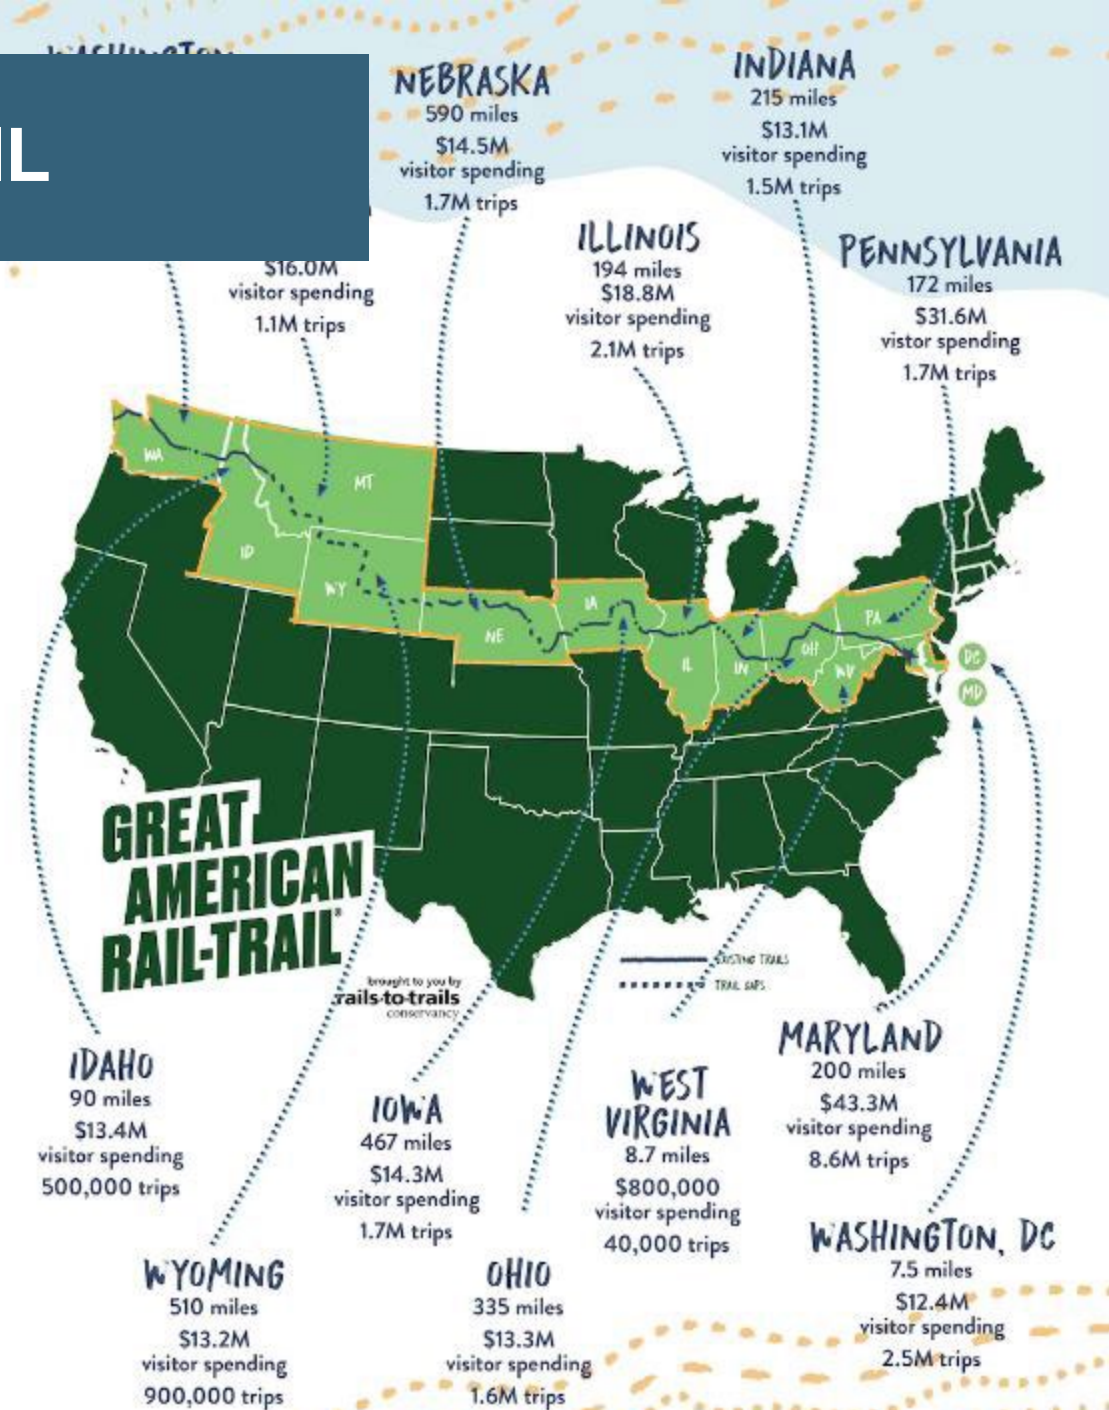 WASHINGTON
IL
NEBRASKA
590 miles
$14.5M
visitor spending
1.7M trips
INDIANA
215 miles
$13.1M
visitor spending
1.5M trips
$16.0M
visitor spending
1.1M trips
ILLINOIS
194 miles
$18.8M
visitor spending
2.1M trips
PENNSYLVANIA
172 miles
$31.6M
vistor spending
1.7M trips
WA
MT
ID
WY
NE
IA
IL
IN
OH
PA
WV
DC
MD
GREAT
AMERICAN
RAIL-TRAIL®
brought to you by
rails-to-trails
conservancy
EXISTING TRAILS
TRAIL GAPS
IDAHO
90 miles
$13.4M
visitor spending
500,000 trips
IOWA
467 miles
$14.3M
visitor spending
1.7M trips
WEST
VIRGINIA
8.7 miles
$800,000
visitor spending
40,000 trips
MARYLAND
200 miles
$43.3M
visitor spending
8.6M trips
WYOMING
510 miles
$13.2M
visitor spending
900,000 trips
OHIO
335 miles
$13.3M
visitor spending
1.6M trips
WASHINGTON, DC
7.5 miles
$12.4M
visitor spending
2.5M trips